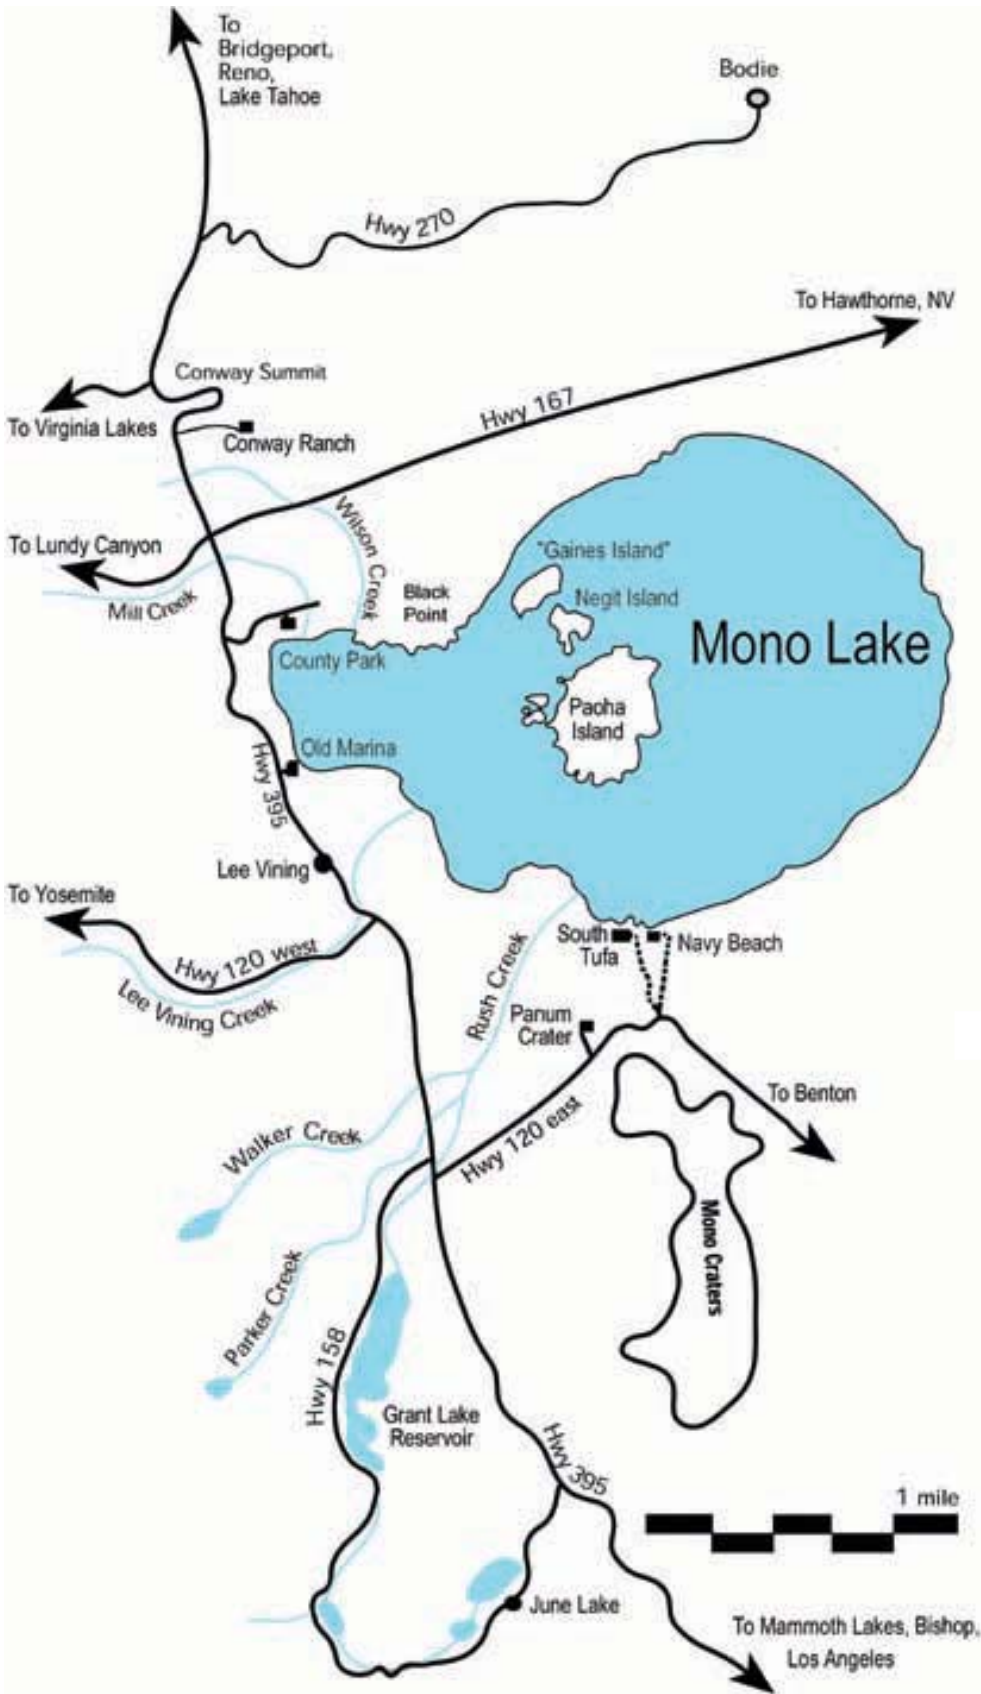 To
Bridgeport,
Reno,
Lake Tahoe
Bodie
Hwy 270
To Hawthorne, NV
Conway Summit
Hwy 167
To Virginia Lakes
Conway Ranch
Wilson Creek
To Lundy Canyon
"Gaines Island"
Black
Point
Negit Island
Mill Creek
Mono Lake
County Park
Paoha
Island
Old Marina
Hwy 395
Lee Vining
To Yosemite
Hwy 120 west
South
Tufa
Navy Beach
Lee Vining Creek
Rush Creek
Panum
Crater
To Benton
Walker Creek
Hwy 120 east
Mono Craters
Parker Creek
Hwy 158
Grant Lake
Reservoir
Hwy 395
1 mile
June Lake
To Mammoth Lakes, Bishop,
Los Angeles